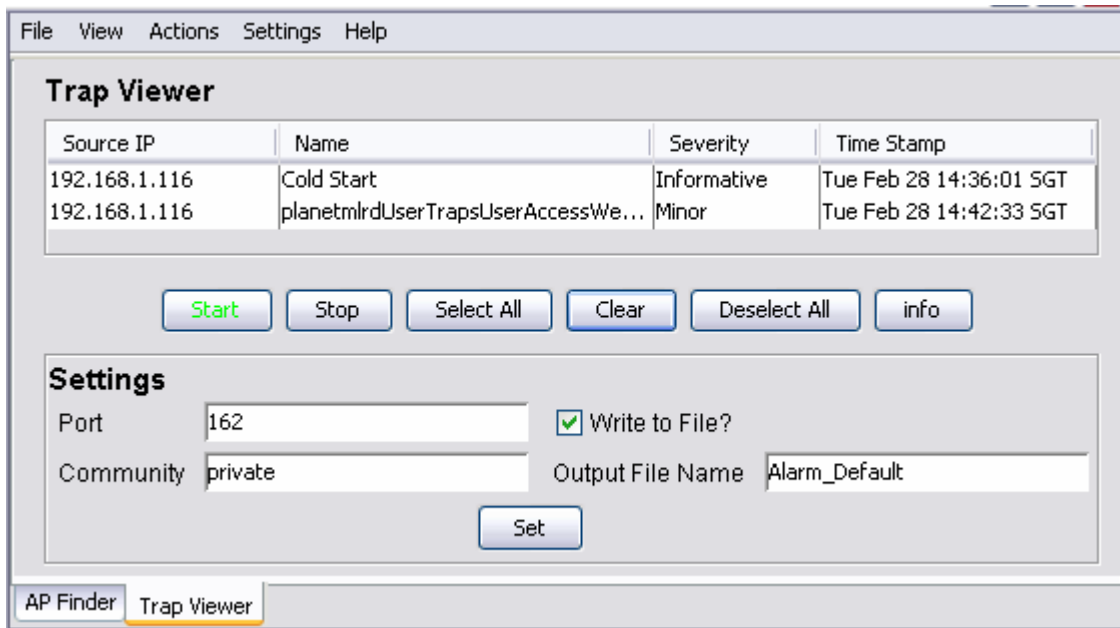 File View Actions Settings Help
Trap Viewer
Source IP Name Severity Time Stamp
192.168.1.116 Cold Start Informative Tue Feb 28 14:36:01 SGT
192.168.1.116 planetmlrdUserTrapsUserAccessWe... Minor Tue Feb 28 14:42:33 SGT
Start Stop Select All Clear Deselect All info
Settings
Port 162 Write to File?
Community private Output File Name Alarm_Default
Set
AP Finder Trap Viewer